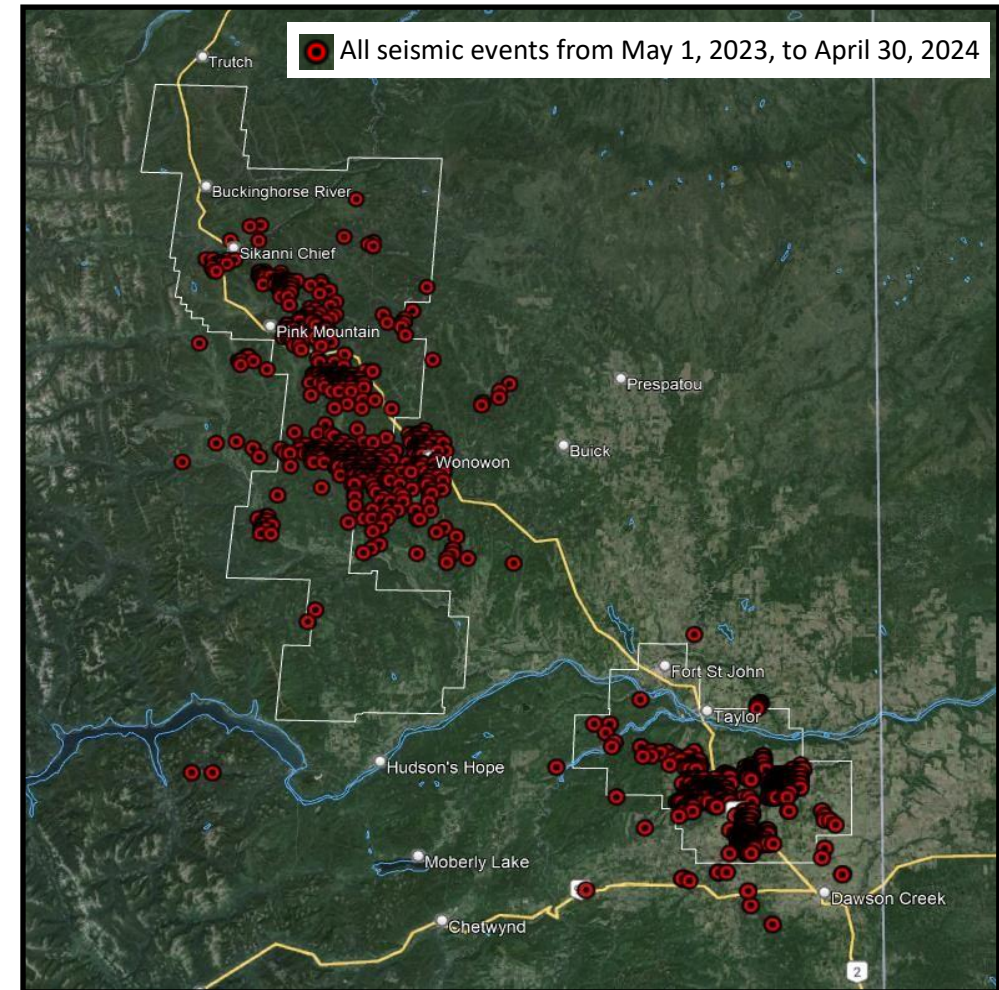 All seismic events from May 1, 2023, to April 30, 2024
Trutch
Buckinghorse River
Sikanni Chief
Pink Mountain
Prespatou
Buick
Wonowon
Fort St John
Taylor
Hudson's Hope
Moberly Lake
Dawson Creek
Chetwynd
2